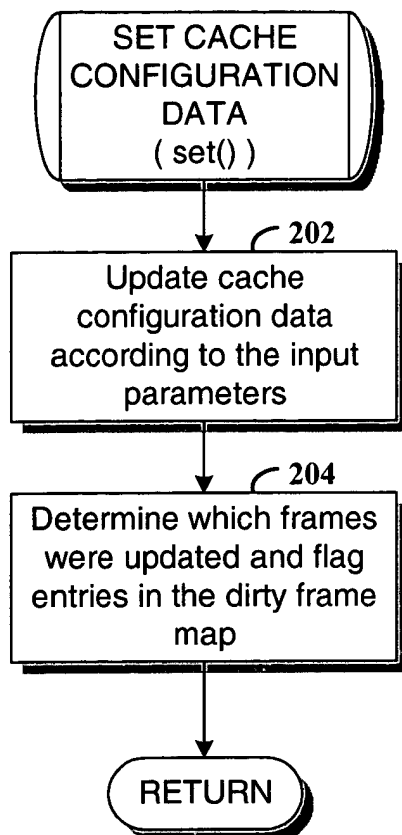 SET CACHE
CONFIGURATION
DATA
( set() )
202
Update cache
configuration data
according to the input
parameters
204
Determine which frames
were updated and flag
entries in the dirty frame
map
RETURN